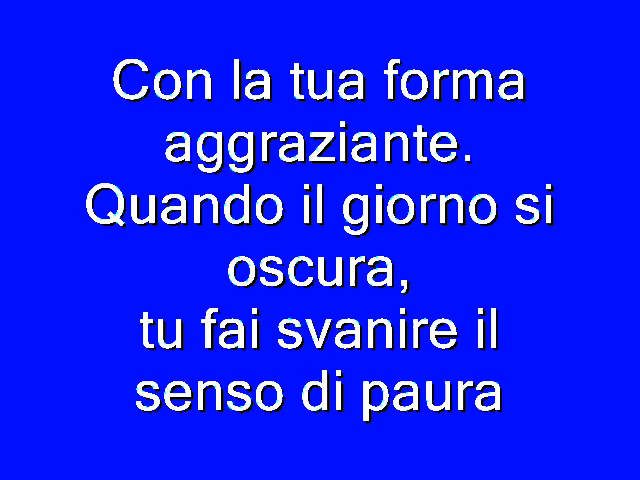 Con la tua forma
aggraziante.
Quando il giorno si
oscura,
tu fai svanire il
senso di paura